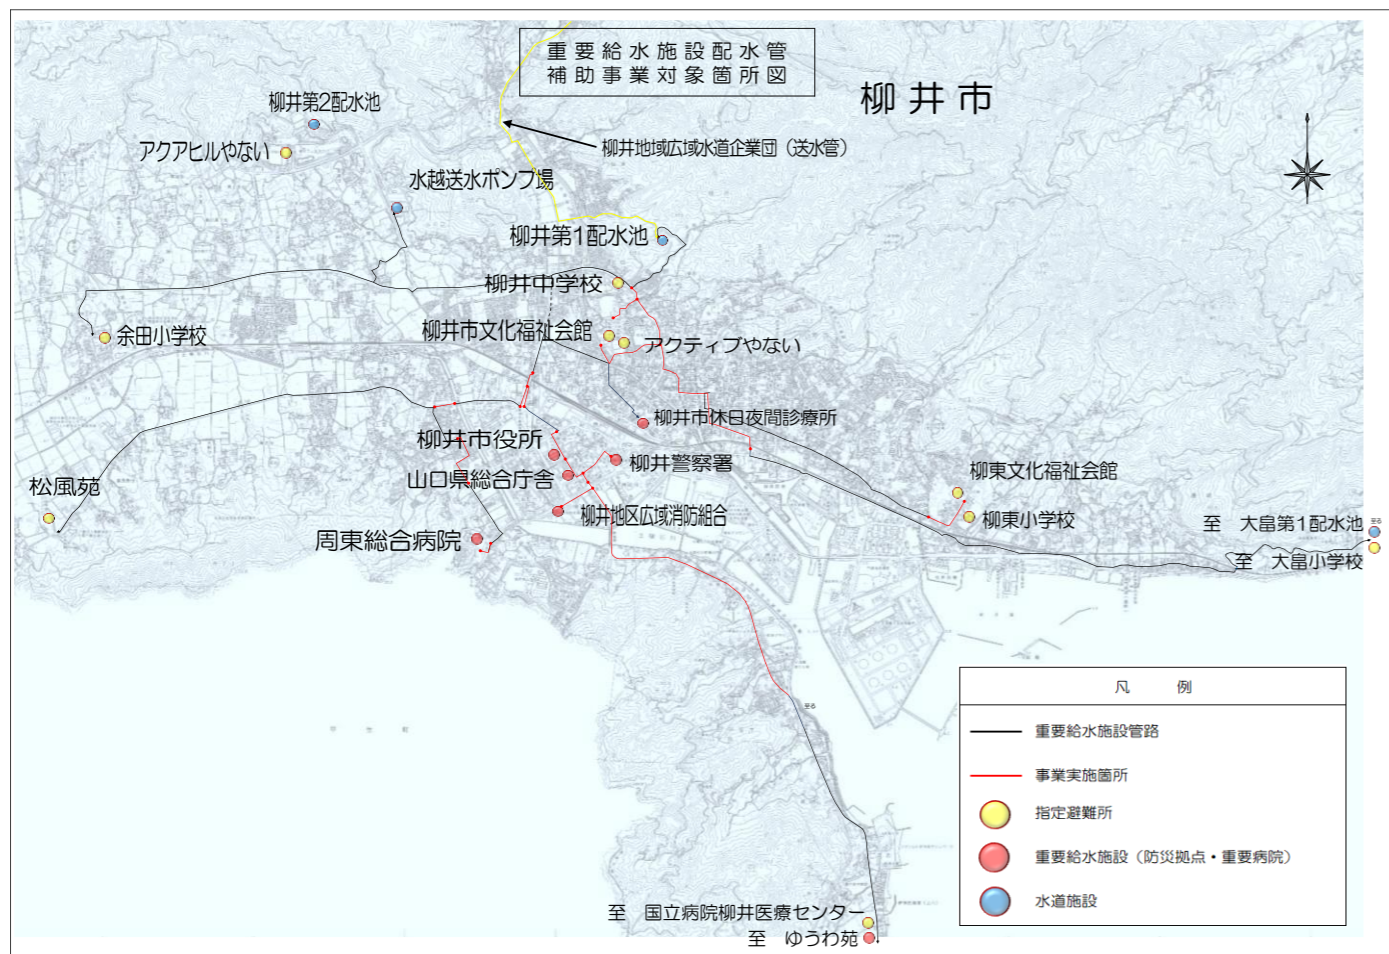 重要給水施設配水管
補助事業対象箇所図
柳井市
柳井第2配水池
アクアヒルやない
柳井地域広域水道企業団（送水管）
水越送水ポンプ場
柳井第1配水池
柳井中学校
余田小学校
柳井市文化福祉会館
アクティブやない
柳井市休日夜間診療所
柳井市役所
柳井警察署
山口県総合庁舎
柳東文化福祉会館
松風苑
柳井地区広域消防組合
柳東小学校
至　大畠第1配水池
周東総合病院
至　大畠小学校
凡　例
重要給水施設管路
事業実施箇所
指定避難所
重要給水施設（防災拠点・重要病院）
水道施設
至　国立病院柳井医療センター
至　ゆうわ苑